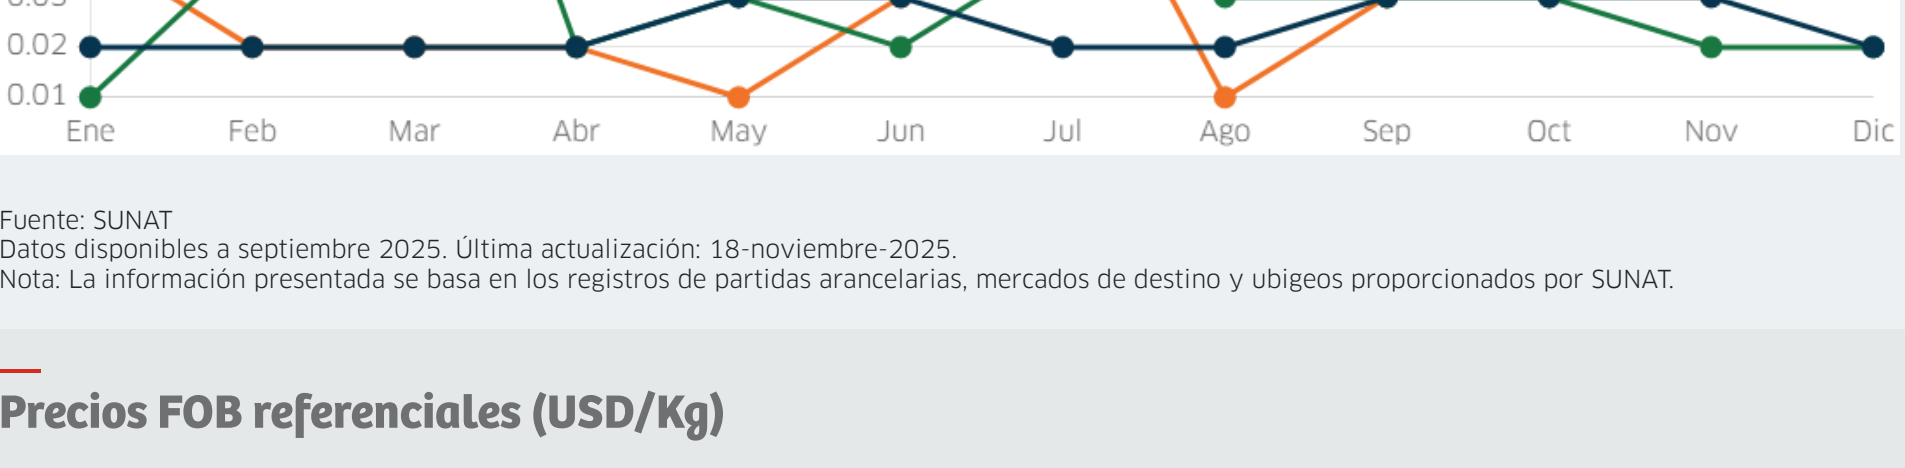 0.02
0.01
Ene Feb Mar Abr May Jun Jul Ago Sep Oct Nov Dic
Fuente: SUNAT
Datos disponibles a septiembre 2025. Última actualización: 18-noviembre-2025.
Nota: La información presentada se basa en los registros de partidas arancelarias, mercados de destino y ubigeos proporcionados por SUNAT.
Precios FOB referenciales (USD/Kg)